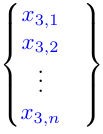 x_{3,1}
x_{3,2}
⋮
x_{3,n}